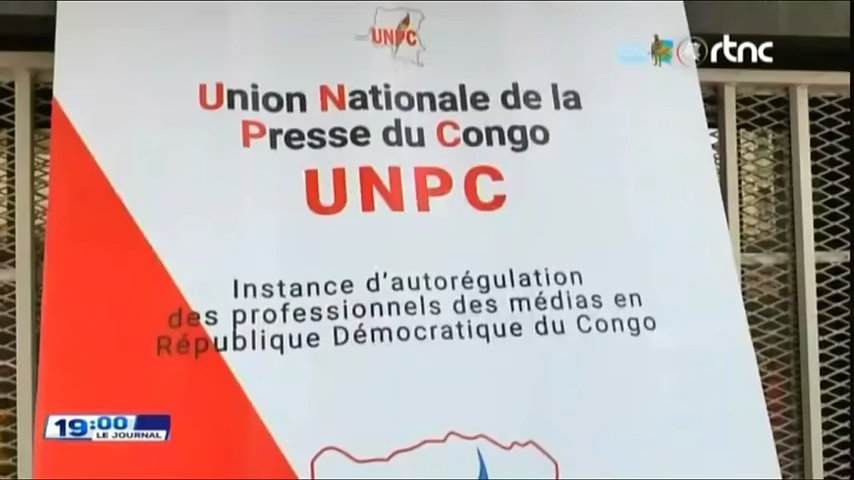 UNPC
rtnc
Union Nationale de la
Presse du Congo
UNPC
Instance d'autorégulation
des professionnels des médias en
République Démocratique du Congo
19:00
LE JOURNAL